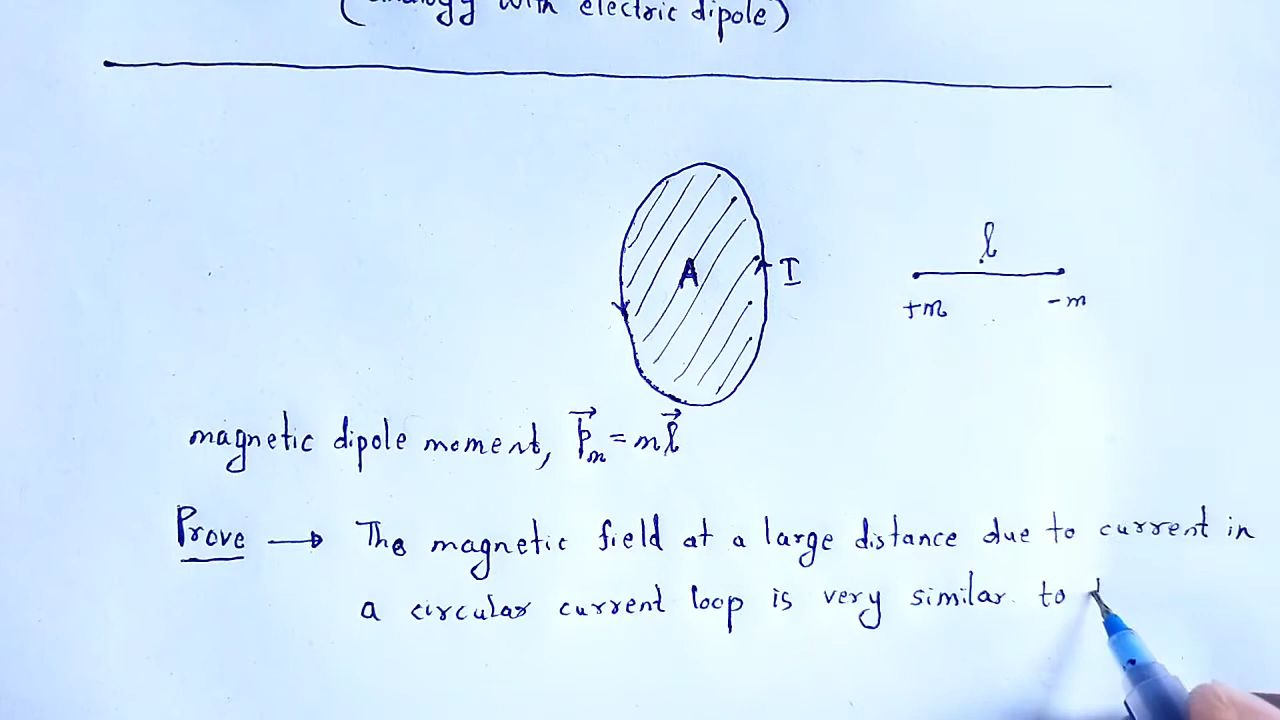 (analogy with electric dipole)
A
I
l
+m
-m
magnetic dipole moment, p⃗ₘ = m l⃗
Prove → The magnetic field at a large distance due to current in
a circular current loop is very similar to